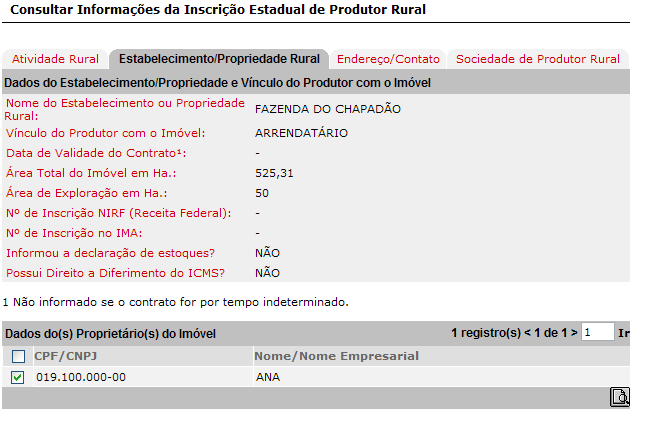 Consultar Informações da Inscrição Estadual de Produtor Rural
Atividade Rural Estabelecimento/Propriedade Rural Endereço/Contato Sociedade de Produtor Rural
Dados do Estabelecimento/Propriedade e Vínculo do Produtor com o Imóvel
Nome do Estabelecimento ou Propriedade Rural: FAZENDA DO CHAPADÃO
Vínculo do Produtor com o Imóvel: ARRENDATÁRIO
Data de Validade do Contrato¹: -
Área Total do Imóvel em Ha.: 525,31
Área de Exploração em Ha.: 50
Nº de Inscrição NIRF (Receita Federal): -
Nº de Inscrição no IMA: -
Informou a declaração de estoques? NÃO
Possui Direito a Diferimento do ICMS? NÃO
1 Não informado se o contrato for por tempo indeterminado.
Dados do(s) Proprietário(s) do Imóvel 1 registro(s) < 1 de 1 > 1 Ir
CPF/CNPJ Nome/Nome Empresarial
019.100.000-00 ANA